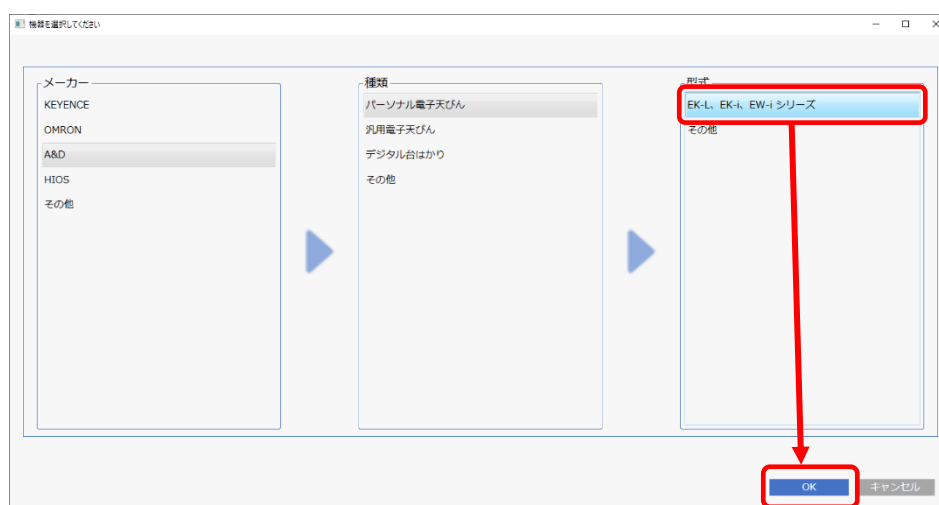 機器を選択してください
メーカー
KEYENCE
OMRON
A&D
HIOS
その他
種類
パーソナル電子天びん
汎用電子天びん
デジタル台はかり
その他
型式
EK-L、EK-i、EW-i シリーズ
その他
OK
キャンセル